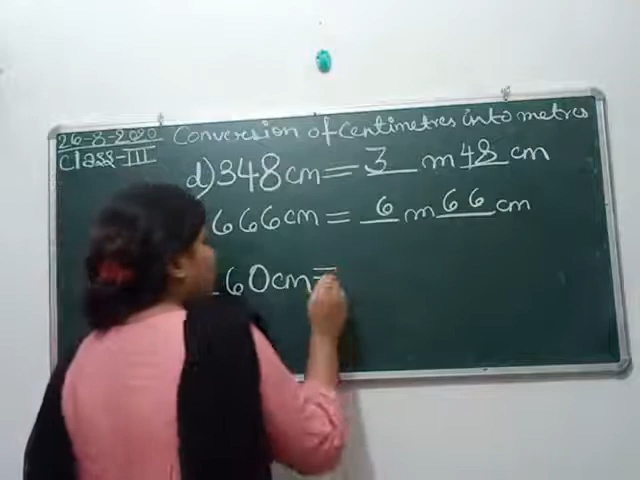 26-8-2020 Conversion of centimetres into metres
Class-III
d) 348cm = 3 m 48 cm
666cm = 6 m 66 cm
60cm =